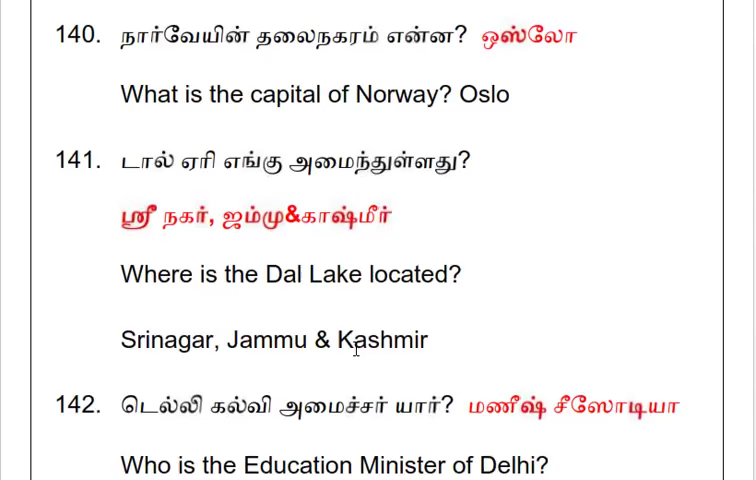 140. நார்வேயின் தலைநகரம் என்ன? ஒஸ்லோ
What is the capital of Norway? Oslo
141. டால் ஏரி எங்கு அமைந்துள்ளது?
ஸ்ரீ நகர், ஜம்மு&காஷ்மீர்
Where is the Dal Lake located?
Srinagar, Jammu & Kashmir
142. டெல்லி கல்வி அமைச்சர் யார்? மணீஷ் சீஸோடியா
Who is the Education Minister of Delhi?